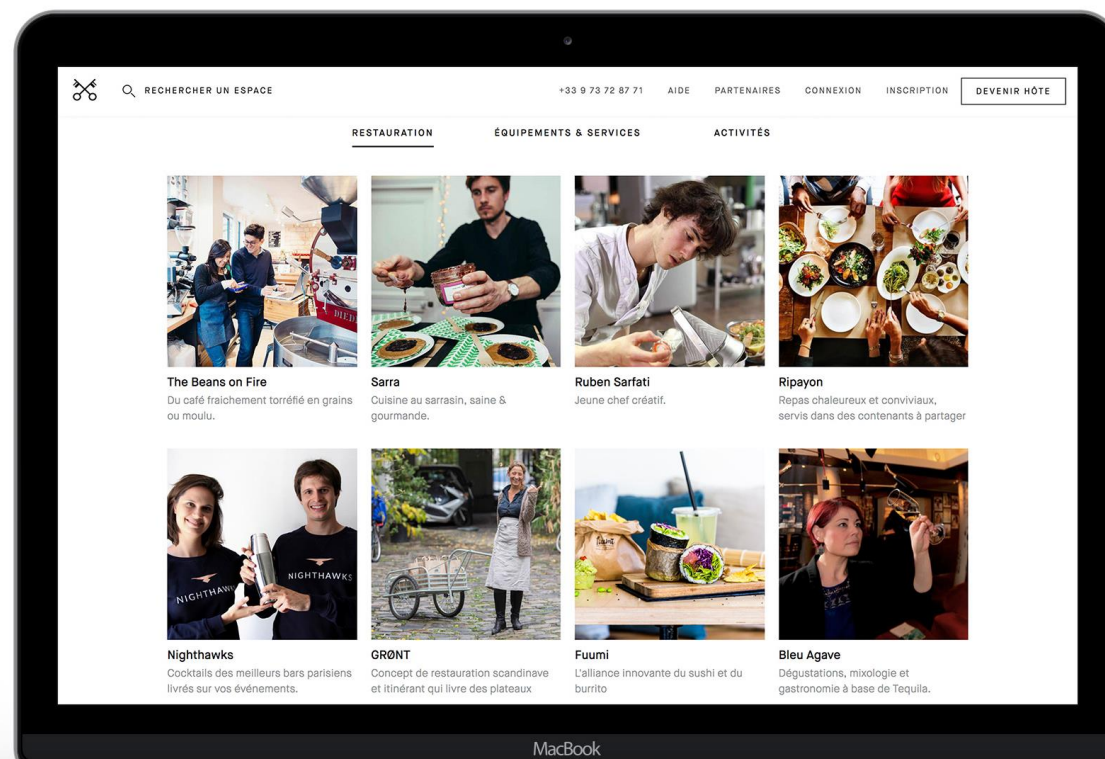 RECHERCHER UN ESPACE
+33 9 73 72 87 71 AIDE PARTENAIRES CONNEXION INSCRIPTION DEVENIR HÔTE
RESTAURATION ÉQUIPEMENTS & SERVICES ACTIVITÉS
DIED
The Beans on Fire
Du café fraichement torréfié en grains
ou moulu.
Sarra
Cuisine au sarrasin, saine &
gourmande.
Ruben Sarfati
Jeune chef créatif.
Ripayon
Repas chaleureux et conviviaux,
servis dans des contenants à partager
NIGHTHAW
NIGHTHAWKS
fuumi
Nighthawks
Cocktails des meilleurs bars parisiens
livrés sur vos événements.
GRØNT
Concept de restauration scandinave
et itinérant qui livre des plateaux
Fuumi
L'alliance innovante du sushi et du
burrito
Bleu Agave
Dégustations, mixologie et
gastronomie à base de Tequila.
MacBook